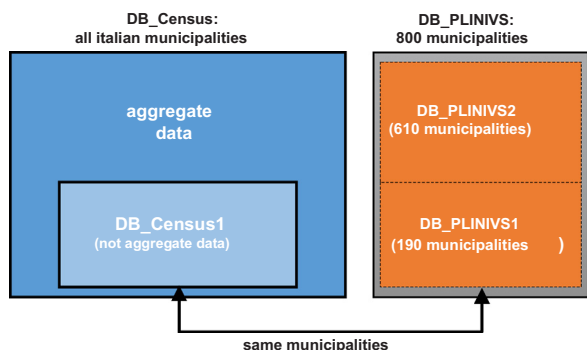 DB_Census:
all italian municipalities
DB_PLINIVS:
800 municipalities
aggregate
data
DB_Census1
(not aggregate data)
DB_PLINIVS2
(610 municipalities)
DB_PLINIVS1
(190 municipalities )
same municipalities